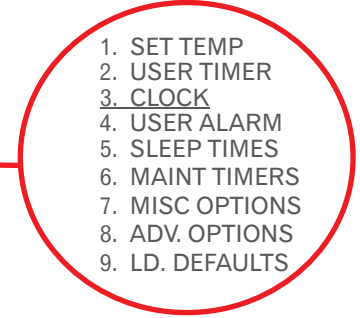 1. SET TEMP
2. USER TIMER
3. CLOCK
4. USER ALARM
5. SLEEP TIMES
6. MAINT TIMERS
7. MISC OPTIONS
8. ADV. OPTIONS
9. LD. DEFAULTS